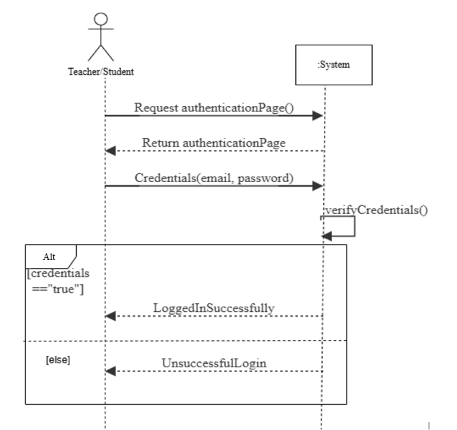 Teacher/Student
:System
Request authenticationPage()
Return authenticationPage
Credentials(email, password)
verifyCredentials()
Alt
[credentials
=="true"]
LoggedInSuccessfully
[else]
UnsuccessfulLogin